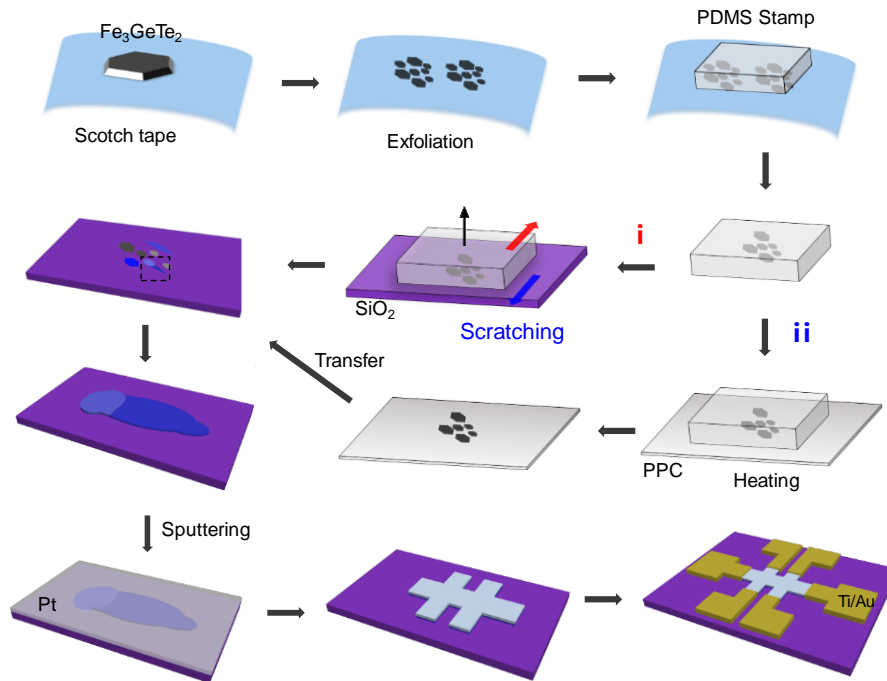 Fe₃GeTe₂
PDMS Stamp
Scotch tape
Exfoliation
i
SiO₂
Scratching
ii
Transfer
PPC
Heating
Sputtering
Pt
Ti/Au